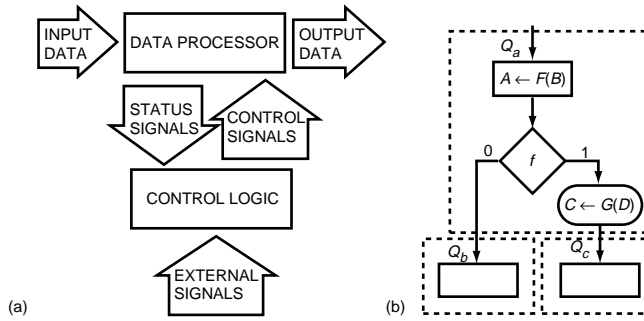 INPUT
DATA
DATA PROCESSOR
OUTPUT
DATA
STATUS
SIGNALS
CONTROL
SIGNALS
CONTROL LOGIC
EXTERNAL
SIGNALS
(a)
Qa
A ← F(B)
0
f
1
C ← G(D)
Qb
Qc
(b)